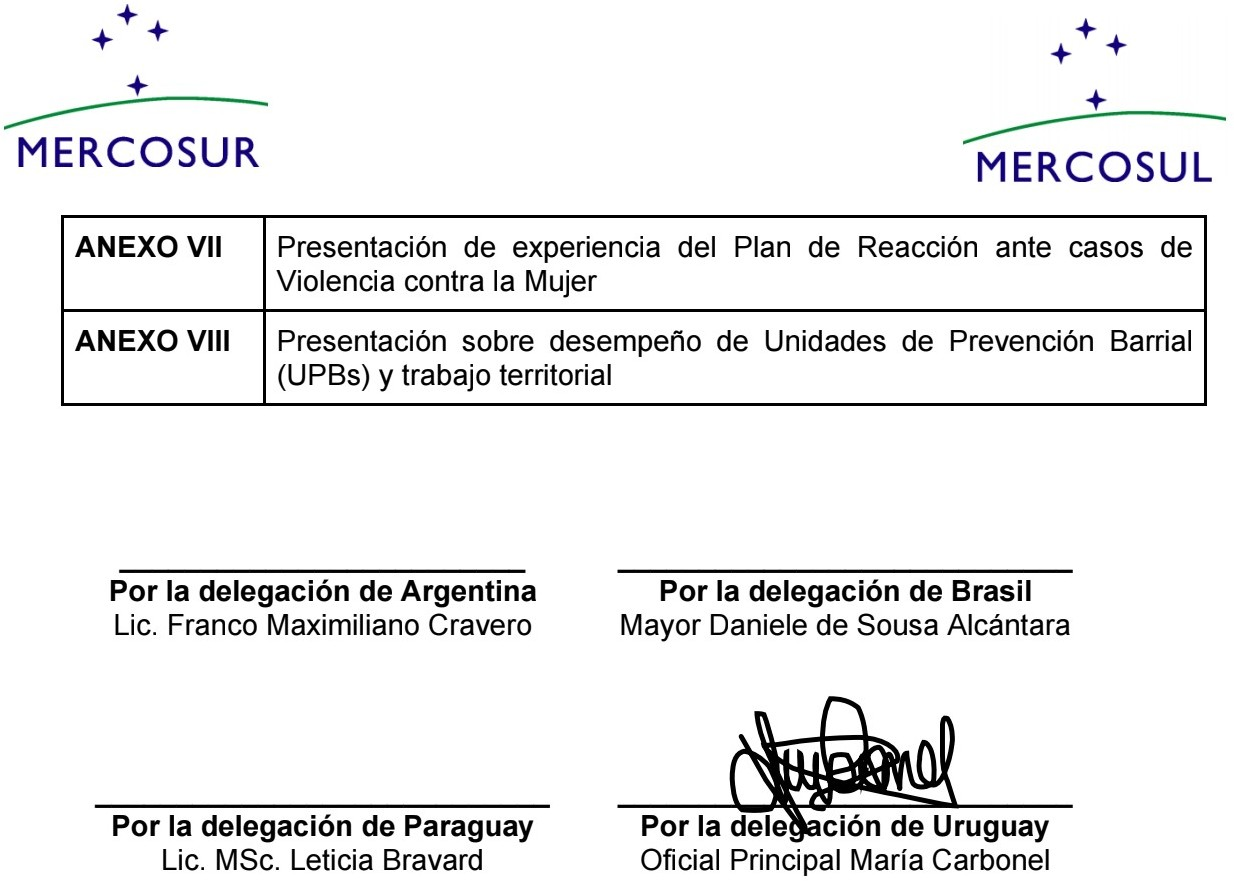 MERCOSUR
MERCOSUL
ANEXO VII
Presentación de experiencia del Plan de Reacción ante casos de
Violencia contra la Mujer
ANEXO VIII
Presentación sobre desempeño de Unidades de Prevención Barrial
(UPBs) y trabajo territorial
Por la delegación de Argentina
Lic. Franco Maximiliano Cravero
Por la delegación de Brasil
Mayor Daniele de Sousa Alcántara
Por la delegación de Paraguay
Lic. MSc. Leticia Bravard
Por la delegación de Uruguay
Oficial Principal María Carbonel